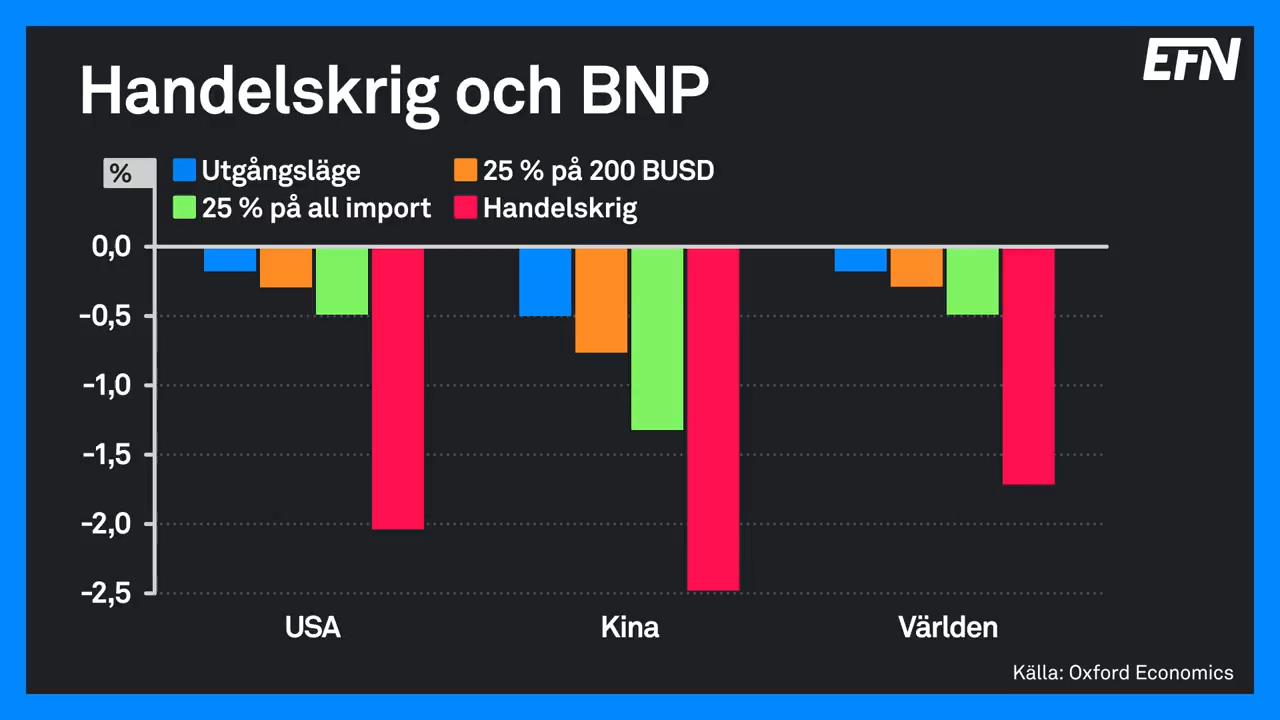 EFN
Handelskrig och BNP
%
Utgångsläge
25 % på 200 BUSD
25 % på all import
Handelskrig
0,0
-0,5
-1,0
-1,5
-2,0
-2,5
USA
Kina
Världen
Källa: Oxford Economics